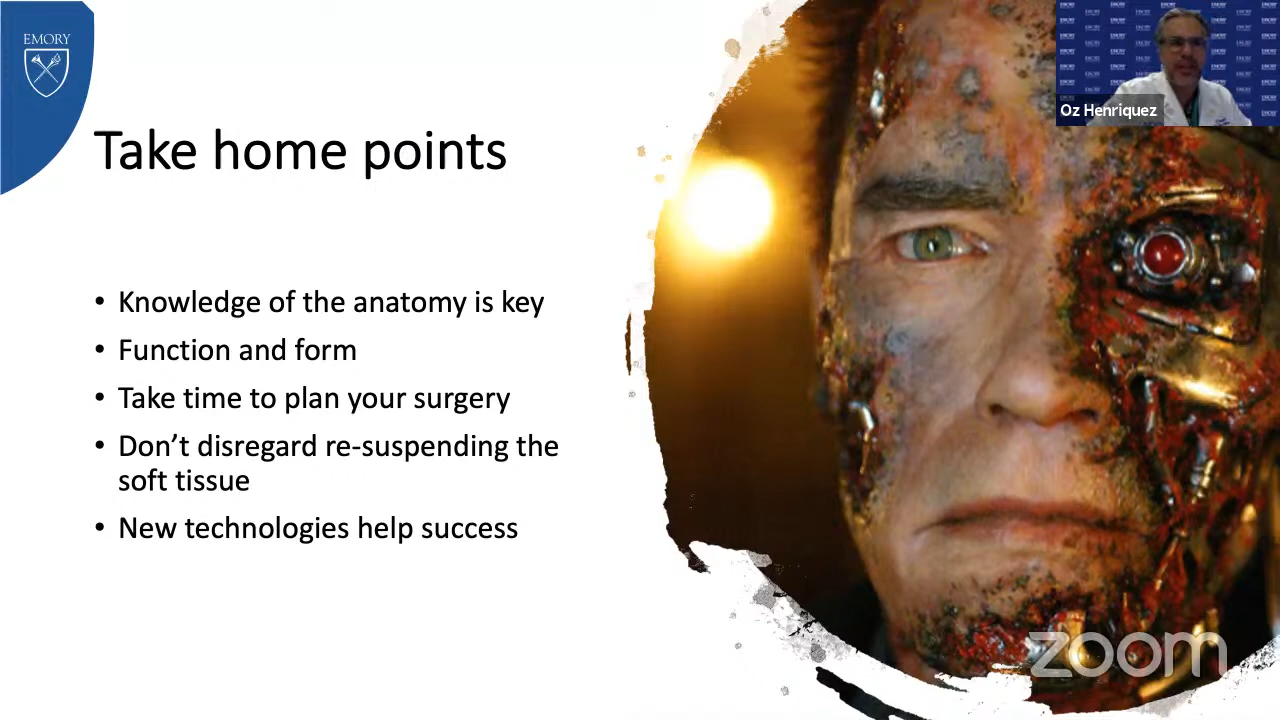 EMORY
Oz Henriquez
Take home points
• Knowledge of the anatomy is key
• Function and form
• Take time to plan your surgery
• Don’t disregard re-suspending the
soft tissue
• New technologies help success
zoom